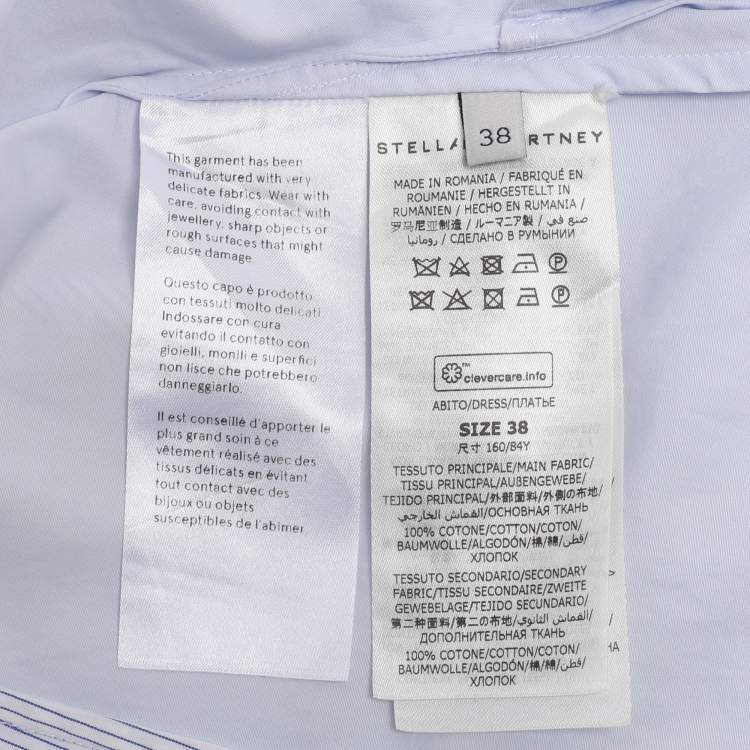 This garment has been
manufactured with very
delicate fabrics. Wear with
care, avoiding contact with
jewellery, sharp objects or
rough surfaces that might
cause damage
Questo capo è prodotto
con tessuti molto delicati
Indossare con cura
evitando il contatto con
gioielli, monili e superfici
non lisce che potrebbero
danneggiarlo.
Il est conseillé d'apporter le
plus grand soin à ce
vêtement réalisé avec des
tissus délicats en évitant
tout contact avec des
bijoux ou objets
susceptibles de l'abimer
38
STELL RTNEY
MADE IN ROMANIA / FABRIQUÉ EN
ROUMANIE / HERGESTELLT IN
RUMÄNIEN / HECHO EN RUMANIA /
罗马尼亚制造 / ルーマニア製 / صنع في
رومانيا / СДЕЛАНО В РУМЫНИИ
P
P
clevercare.info
TM
ABITO/DRESS/ПЛАТЬЕ
SIZE 38
尺寸 160/84Y
TESSUTO PRINCIPALE/MAIN FABRIC/
TISSU PRINCIPAL/AUßENGEWEBE/
TEJIDO PRINCIPAL/外部面料/外側の布地/
القماش الخارجي/ОСНОВНАЯ ТКАНЬ
100% COTONE/COTTON/COTON/
BAUMWOLLE/ALGODÓN/棉/綿/قطن/
ХЛОПОК
TESSUTO SECONDARIO/SECONDARY
FABRIC/TISSU SECONDAIRE/ZWEITE
GEWEBELAGE/TEJIDO SECUNDARIO/
第二种面料/第二の布地/القماش الثانوي/
ДОПОЛНИТЕЛЬНАЯ ТКАНЬ
100% COTONE/COTTON/COTON/
BAUMWOLLE/ALGODÓN/棉/綿/قطن/
ХЛОПОК